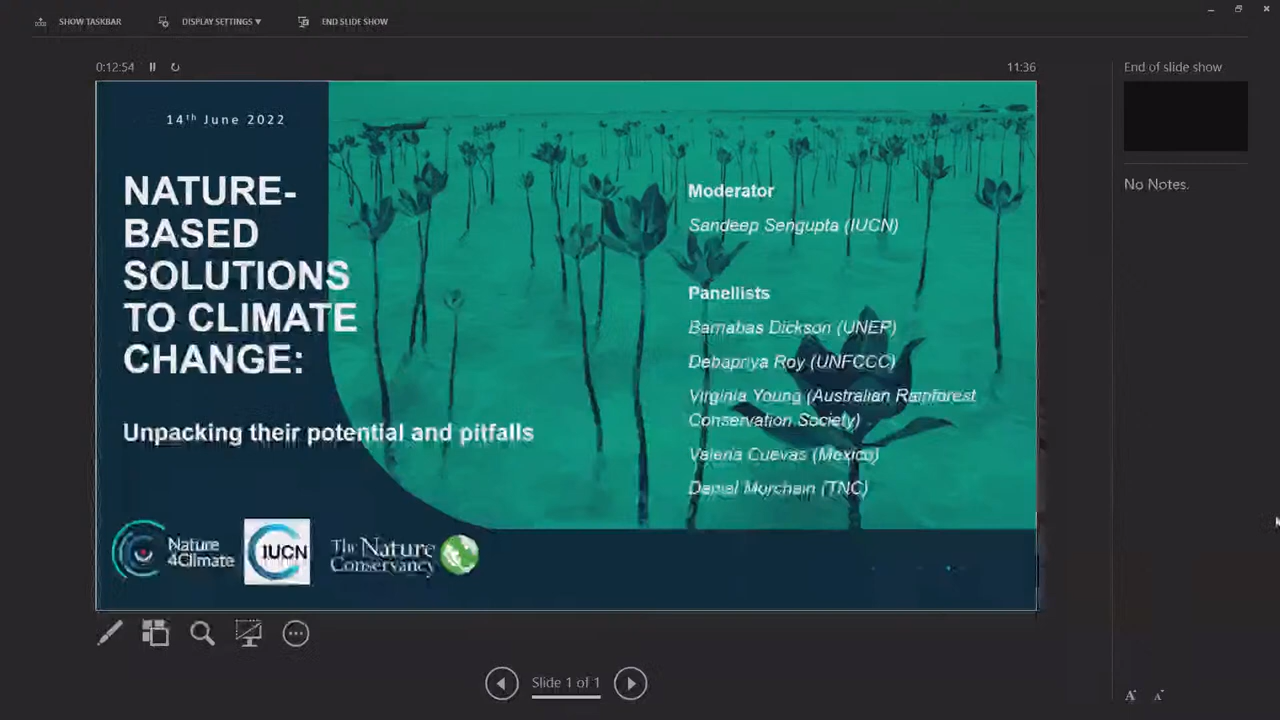 SHOW TASKBAR
DISPLAY SETTINGS
END SLIDE SHOW
0:12:54
11:36
End of slide show
No Notes.
14th June 2022
NATURE-
BASED
SOLUTIONS
TO CLIMATE
CHANGE:
Unpacking their potential and pitfalls
Moderator
Sandeep Sengupta (IUCN)
Panellists
Barnabas Dickson (UNEP)
Debapriya Roy (UNFCCC)
Virginia Young (Australian Rainforest
Conservation Society)
Valeria Cuevas (Mexico)
Daniel Morchain (TNC)
Nature
4Climate
IUCN
The Nature
Conservancy
Slide 1 of 1
A A